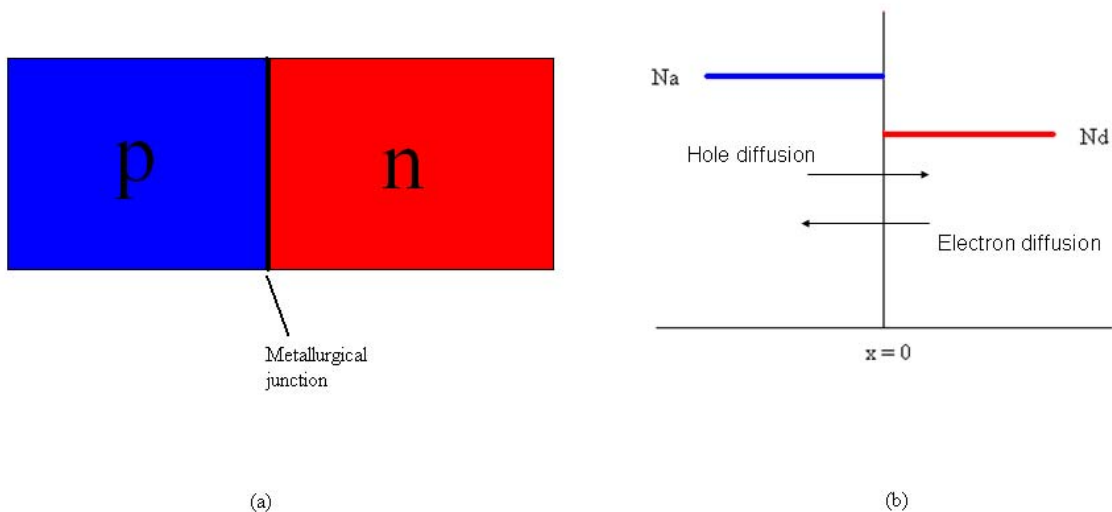 p
n
Metallurgical
junction
(a)
Na
Nd
Hole diffusion
Electron diffusion
x = 0
(b)